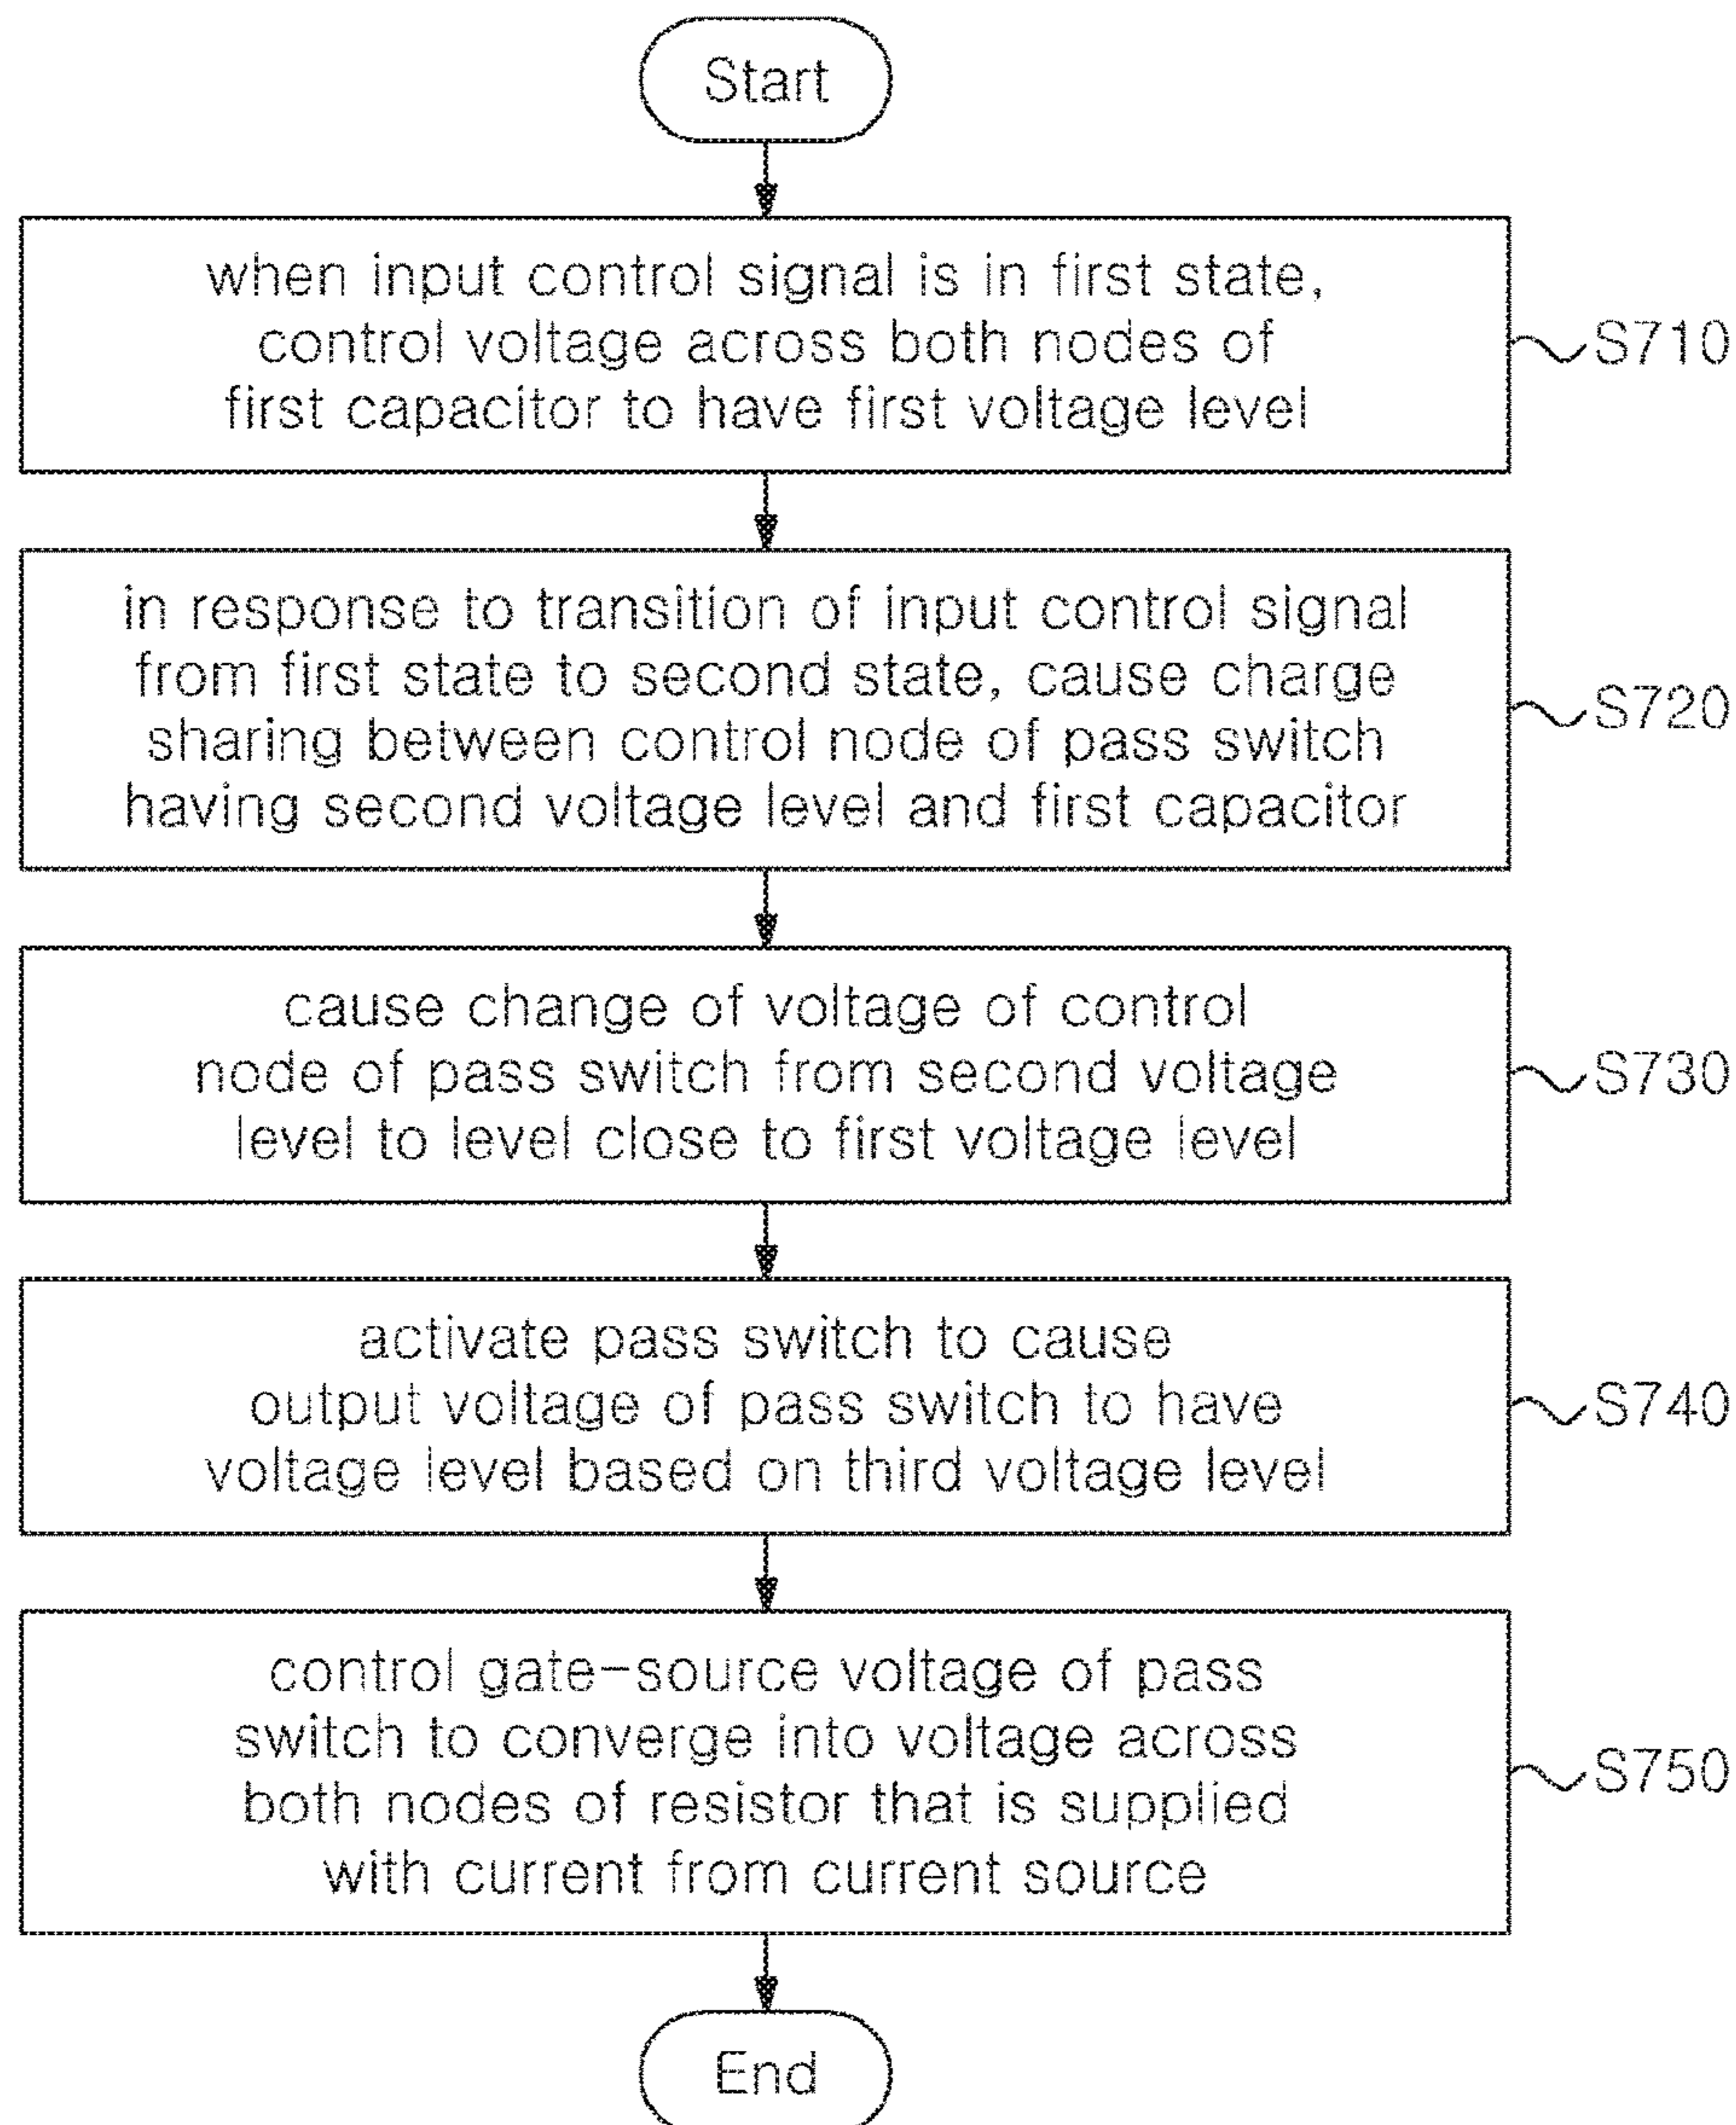 Start
when input control signal is in first state,
control voltage across both nodes of
first capacitor to have first voltage level
S710
in response to transition of input control signal
from first state to second state, cause charge
sharing between control node of pass switch
having second voltage level and first capacitor
S720
cause change of voltage of control
node of pass switch from second voltage
level to level close to first voltage level
S730
activate pass switch to cause
output voltage of pass switch to have
voltage level based on third voltage level
S740
control gate-source voltage of pass
switch to converge into voltage across
both nodes of resistor that is supplied
with current from current source
S750
End